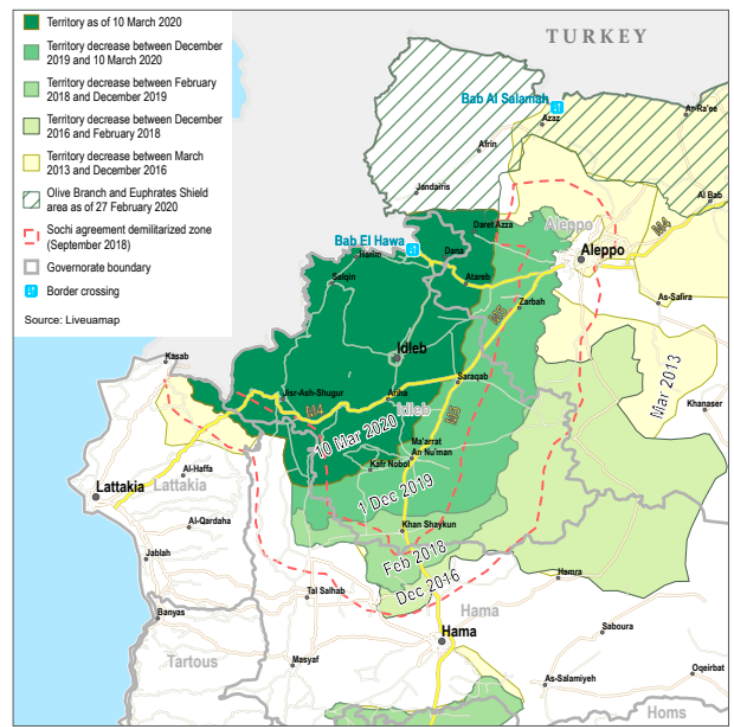 Territory as of 10 March 2020
Territory decrease between December
2019 and 10 March 2020
Territory decrease between February
2018 and December 2019
Territory decrease between December
2016 and February 2018
Territory decrease between March
2013 and December 2016
Olive Branch and Euphrates Shield
area as of 27 February 2020
Sochi agreement demilitarized zone
(September 2018)
Governorate boundary
Border crossing
Source: Liveuamap
TURKEY
Bab Al Salamah
Ar-Ra'ee
Azaz
Afrin
Jandairis
Al Bab
Daret Azza
Aleppo
M4
Bab El Hawa
Harim
Dana
Aleppo
Salqin
Atareb
As-Safira
Zarbah
M5
Idleb
Kasab
Saraqab
Mar 2013
Jisr-Ash-Shugur
Ariha
Khanaser
M4
Idleb
M5
10 Mar 2020
Ma'arrat
An Nu'man
Kafr Nobol
Al-Haffa
Lattakia
Lattakia
1 Dec 2019
Al-Qardaha
Khan Shaykun
Feb 2018
Jablah
Hamra
Dec 2016
Tal Salhab
Banyas
Hama
Hama
Saboura
Tartous
Masyaf
Oqeirbat
As-Salamiyeh
Homs